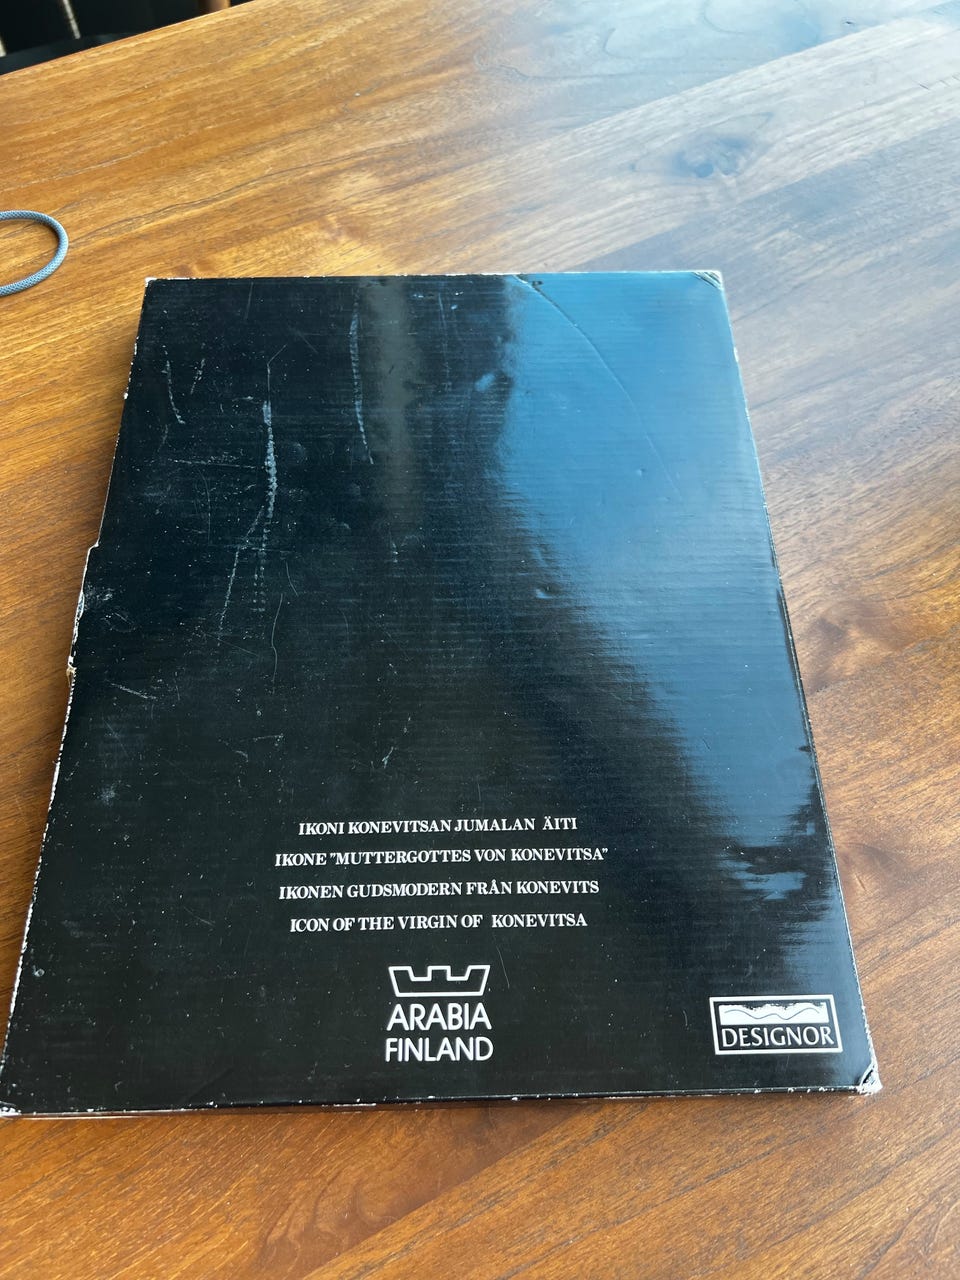 IKONI KONEVITSAN JUMALAN ÄITI
IKONE "MUTTERGOTTES VON KONEVITSA"
IKONEN GUDSMODERN FRÅN KONEVITS
ICON OF THE VIRGIN OF KONEVITSA
ARABIA
FINLAND
DESIGNOR